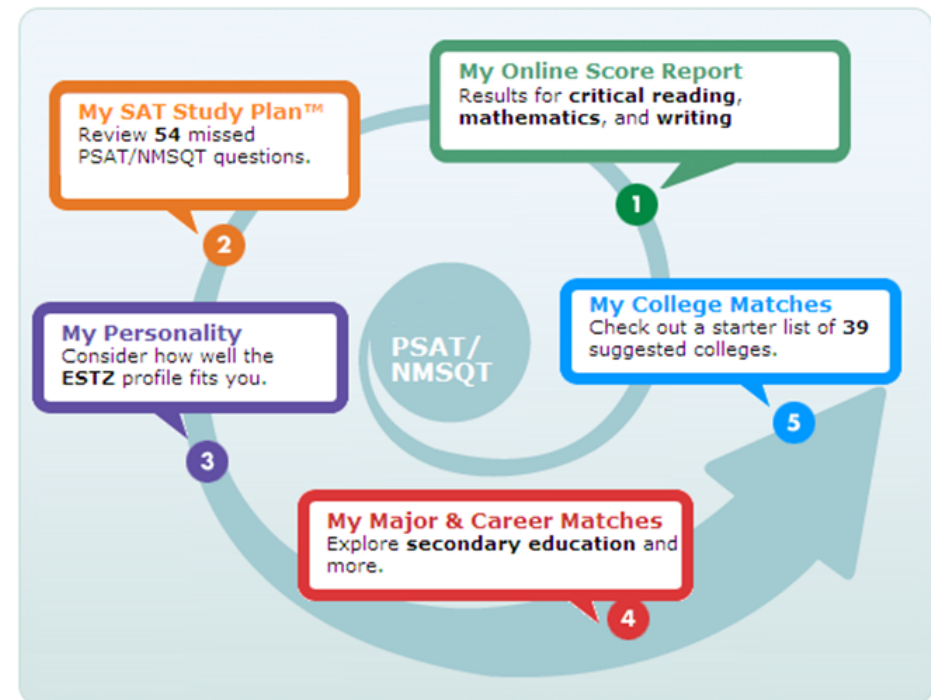 My Online Score Report
Results for critical reading,
mathematics, and writing
1
My SAT Study Plan™
Review 54 missed
PSAT/NMSQT questions.
2
My Personality
Consider how well the
ESTZ profile fits you.
3
PSAT/
NMSQT
My Major & Career Matches
Explore secondary education and
more.
4
My College Matches
Check out a starter list of 39
suggested colleges.
5